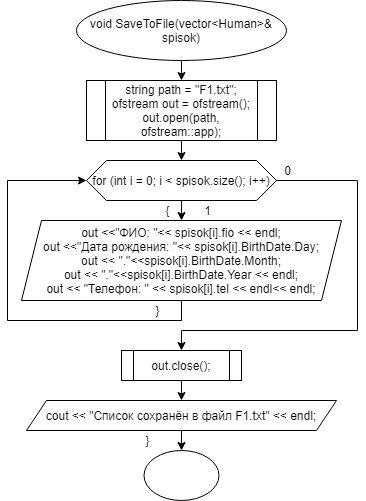 void SaveToFile(vector<Human>&
spisok)
string path = "F1.txt";
ofstream out = ofstream();
out.open(path,
ofstream::app);
for (int i = 0; i < spisok.size(); i++)
0
{
1
out <<"ФИО: "<< spisok[i].fio << endl;
out <<"Дата рождения: "<< spisok[i].BirthDate.Day;
out << "."<<spisok[i].BirthDate.Month;
out << "."<<spisok[i].BirthDate.Year << endl;
out << "Телефон: " << spisok[i].tel << endl<< endl;
}
out.close();
cout << "Список сохранён в файл F1.txt" << endl;
}